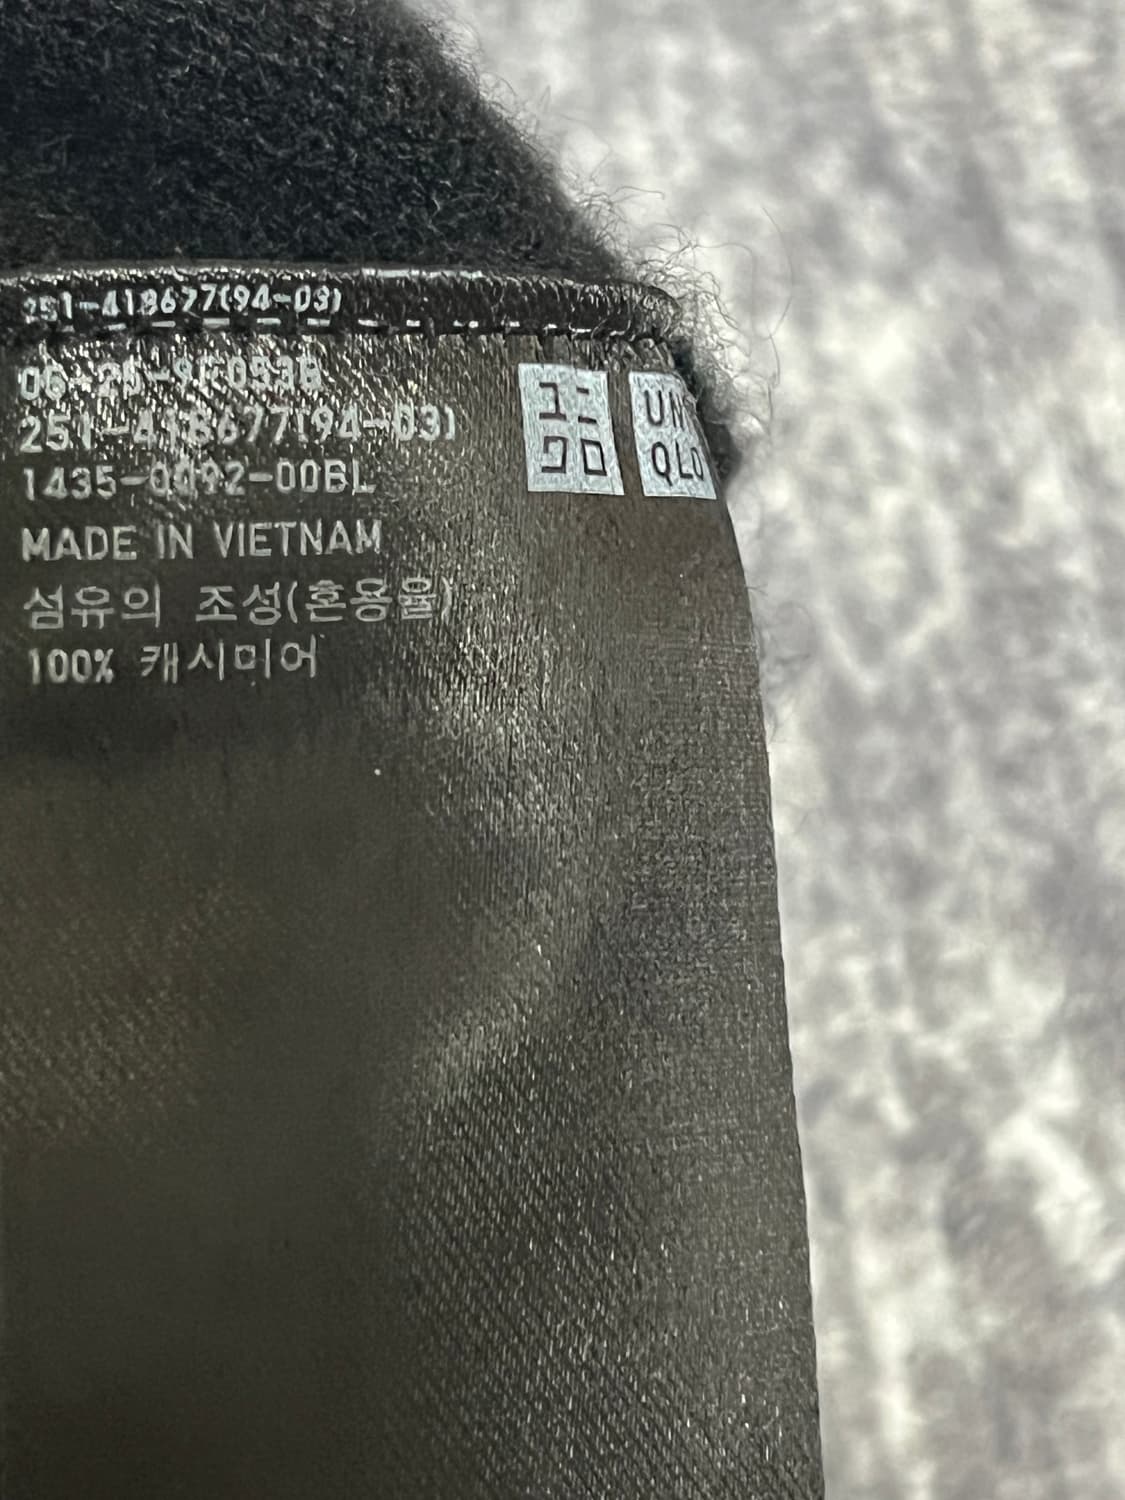 251-418677(94-03)
251-418677(94-03)
1435-0092-00BL
MADE IN VIETNAM
섬유의 조성(혼용율)
100% 캐시미어
ユニ
クロ
UNI
QLO